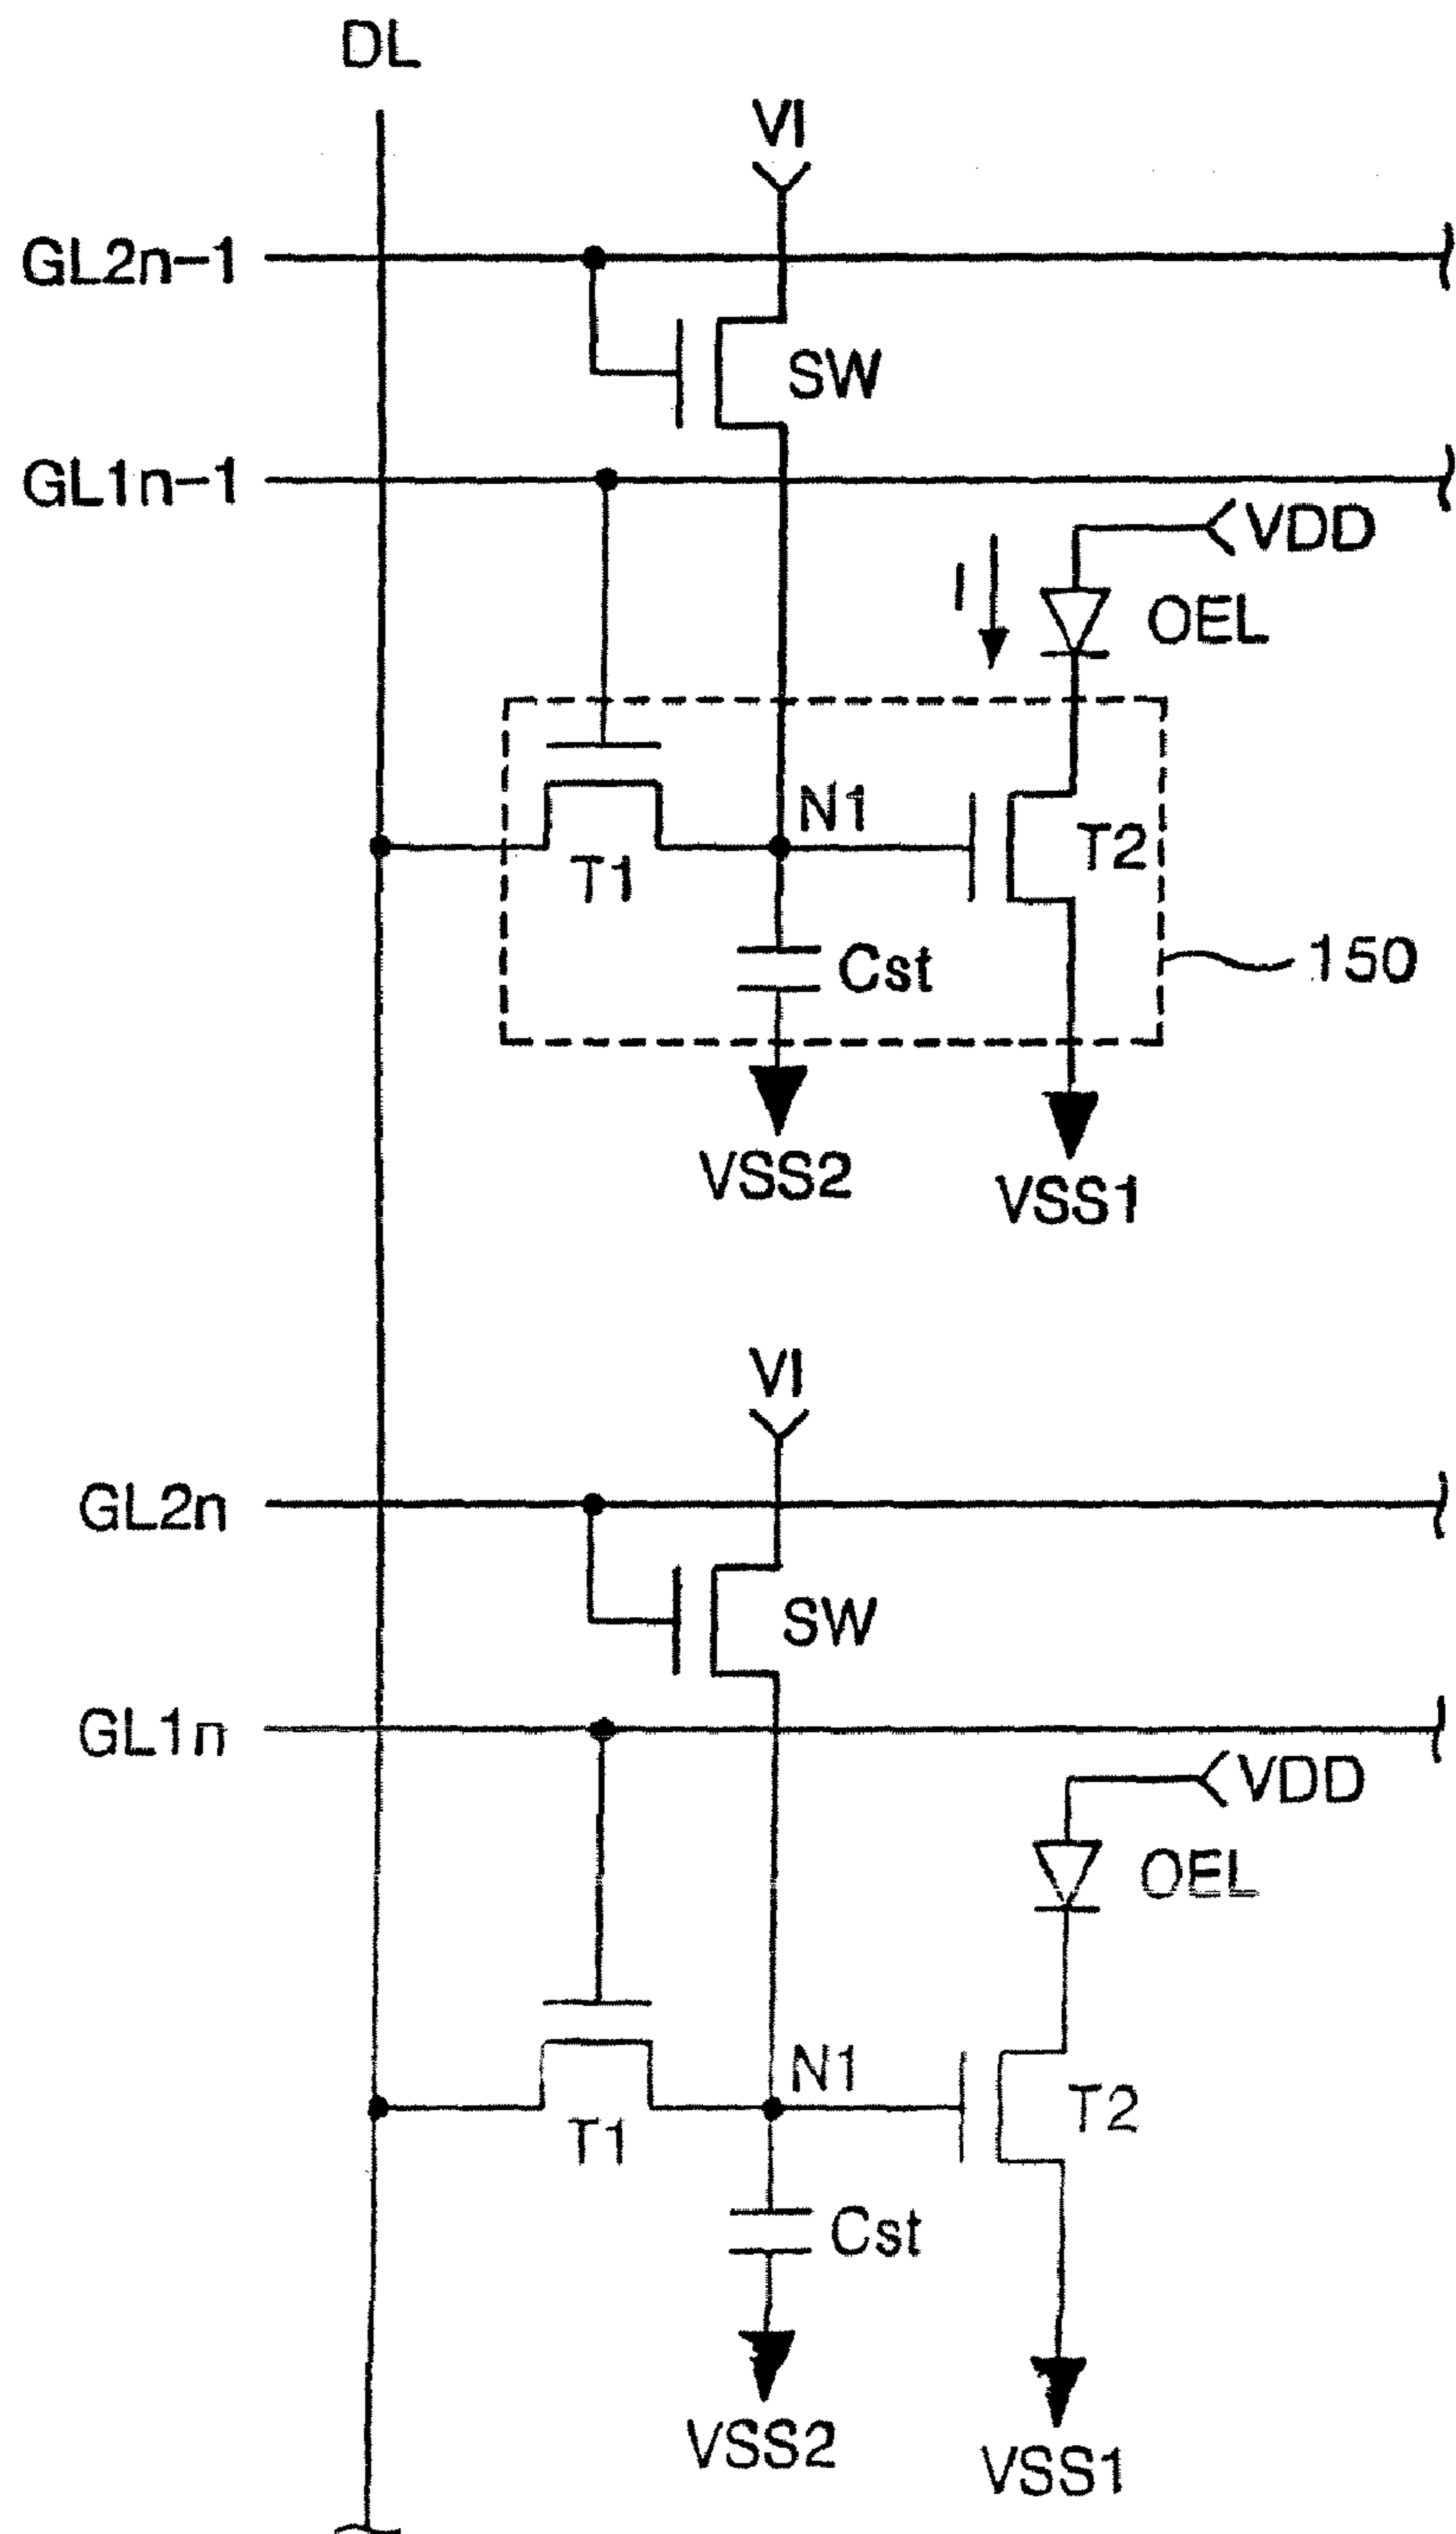 DL
VI
GL2n-1
SW
GL1n-1
VDD
I
OEL
N1
T2
T1
Cst
150
VSS2
VSS1
VI
GL2n
SW
GL1n
VDD
OEL
N1
T2
T1
Cst
VSS2
VSS1